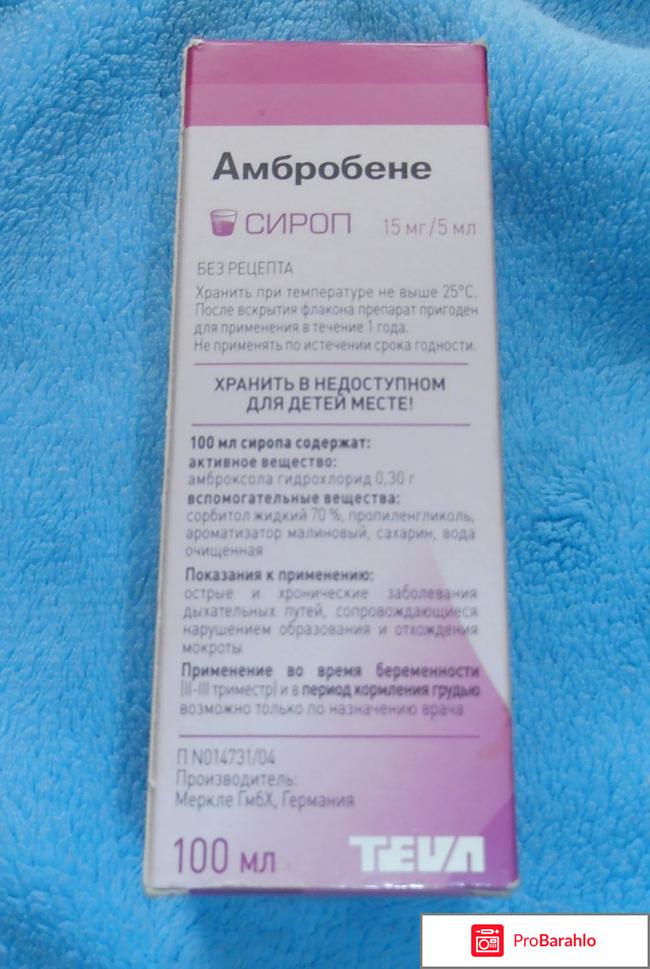 Амбробене
СИРОП 15 мг/5 мл
БЕЗ РЕЦЕПТА
Хранить при температуре не выше 25°С.
После вскрытия флакона препарат пригоден
для применения в течение 1 года.
Не применять по истечении срока годности.
ХРАНИТЬ В НЕДОСТУПНОМ
ДЛЯ ДЕТЕЙ МЕСТЕ!
100 мл сиропа содержат:
активное вещество:
амброксола гидрохлорид 0,30 г
вспомогательные вещества:
сорбитол жидкий 70 %, пропиленгликоль,
ароматизатор малиновый, сахарин, вода
очищенная
Показания к применению:
острые и хронические заболевания
дыхательных путей, сопровождающиеся
нарушением образования и отхождения
мокроты
Применение во время беременности
(II-III триместр) и в период кормления грудью
возможно только по назначению врача
П N014731/04
Производитель:
Меркле ГмбХ, Германия
100 мл TEVA
ProBarahlo